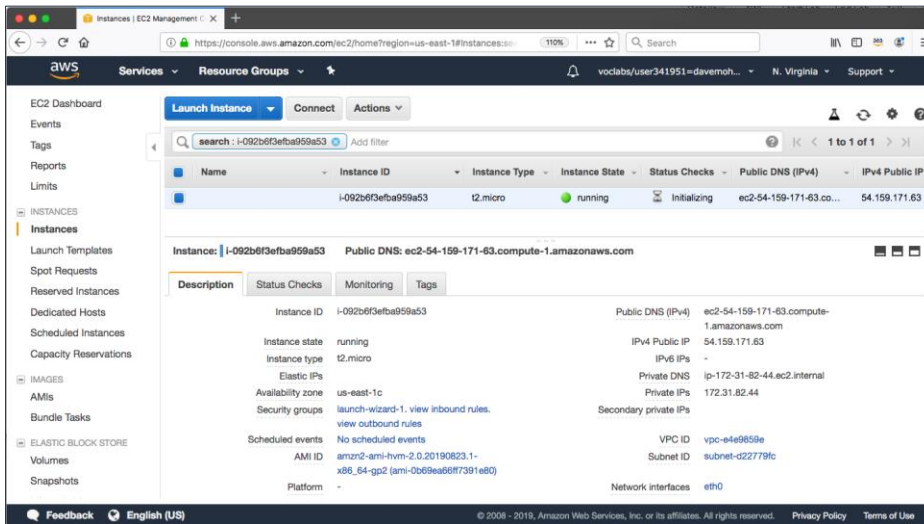 Instances | EC2 Management C
https://console.aws.amazon.com/ec2/home?region=us-east-1#Instances:se
110%
Search
aws
Services
Resource Groups
voclabs/user341951=davemoh...
N. Virginia
Support
EC2 Dashboard
Events
Tags
Reports
Limits
INSTANCES
Instances
Launch Templates
Spot Requests
Reserved Instances
Dedicated Hosts
Scheduled Instances
Capacity Reservations
IMAGES
AMIs
Bundle Tasks
ELASTIC BLOCK STORE
Volumes
Snapshots
Launch Instance
Connect
Actions
search : i-092b6f3efba959a53
Add filter
1 to 1 of 1
Name Instance ID Instance Type Instance State Status Checks Public DNS (IPv4) IPv4 Public IP
i-092b6f3efba959a53 t2.micro running Initializing ec2-54-159-171-63.co... 54.159.171.63
Instance: i-092b6f3efba959a53 Public DNS: ec2-54-159-171-63.compute-1.amazonaws.com
Description Status Checks Monitoring Tags
Instance ID i-092b6f3efba959a53
Instance state running
Instance type t2.micro
Elastic IPs
Availability zone us-east-1c
Security groups launch-wizard-1. view inbound rules.
view outbound rules
Scheduled events No scheduled events
AMI ID amzn2-ami-hvm-2.0.20190823.1-
x86_64-gp2 (ami-0b69ea66ff7391e80)
Platform -
Public DNS (IPv4) ec2-54-159-171-63.compute-
1.amazonaws.com
IPv4 Public IP 54.159.171.63
IPv6 IPs -
Private DNS ip-172-31-82-44.ec2.internal
Private IPs 172.31.82.44
Secondary private IPs
VPC ID vpc-e4e9859e
Subnet ID subnet-d22779fc
Network interfaces eth0
Feedback
English (US)
© 2008 - 2019, Amazon Web Services, Inc. or its affiliates. All rights reserved.
Privacy Policy
Terms of Use